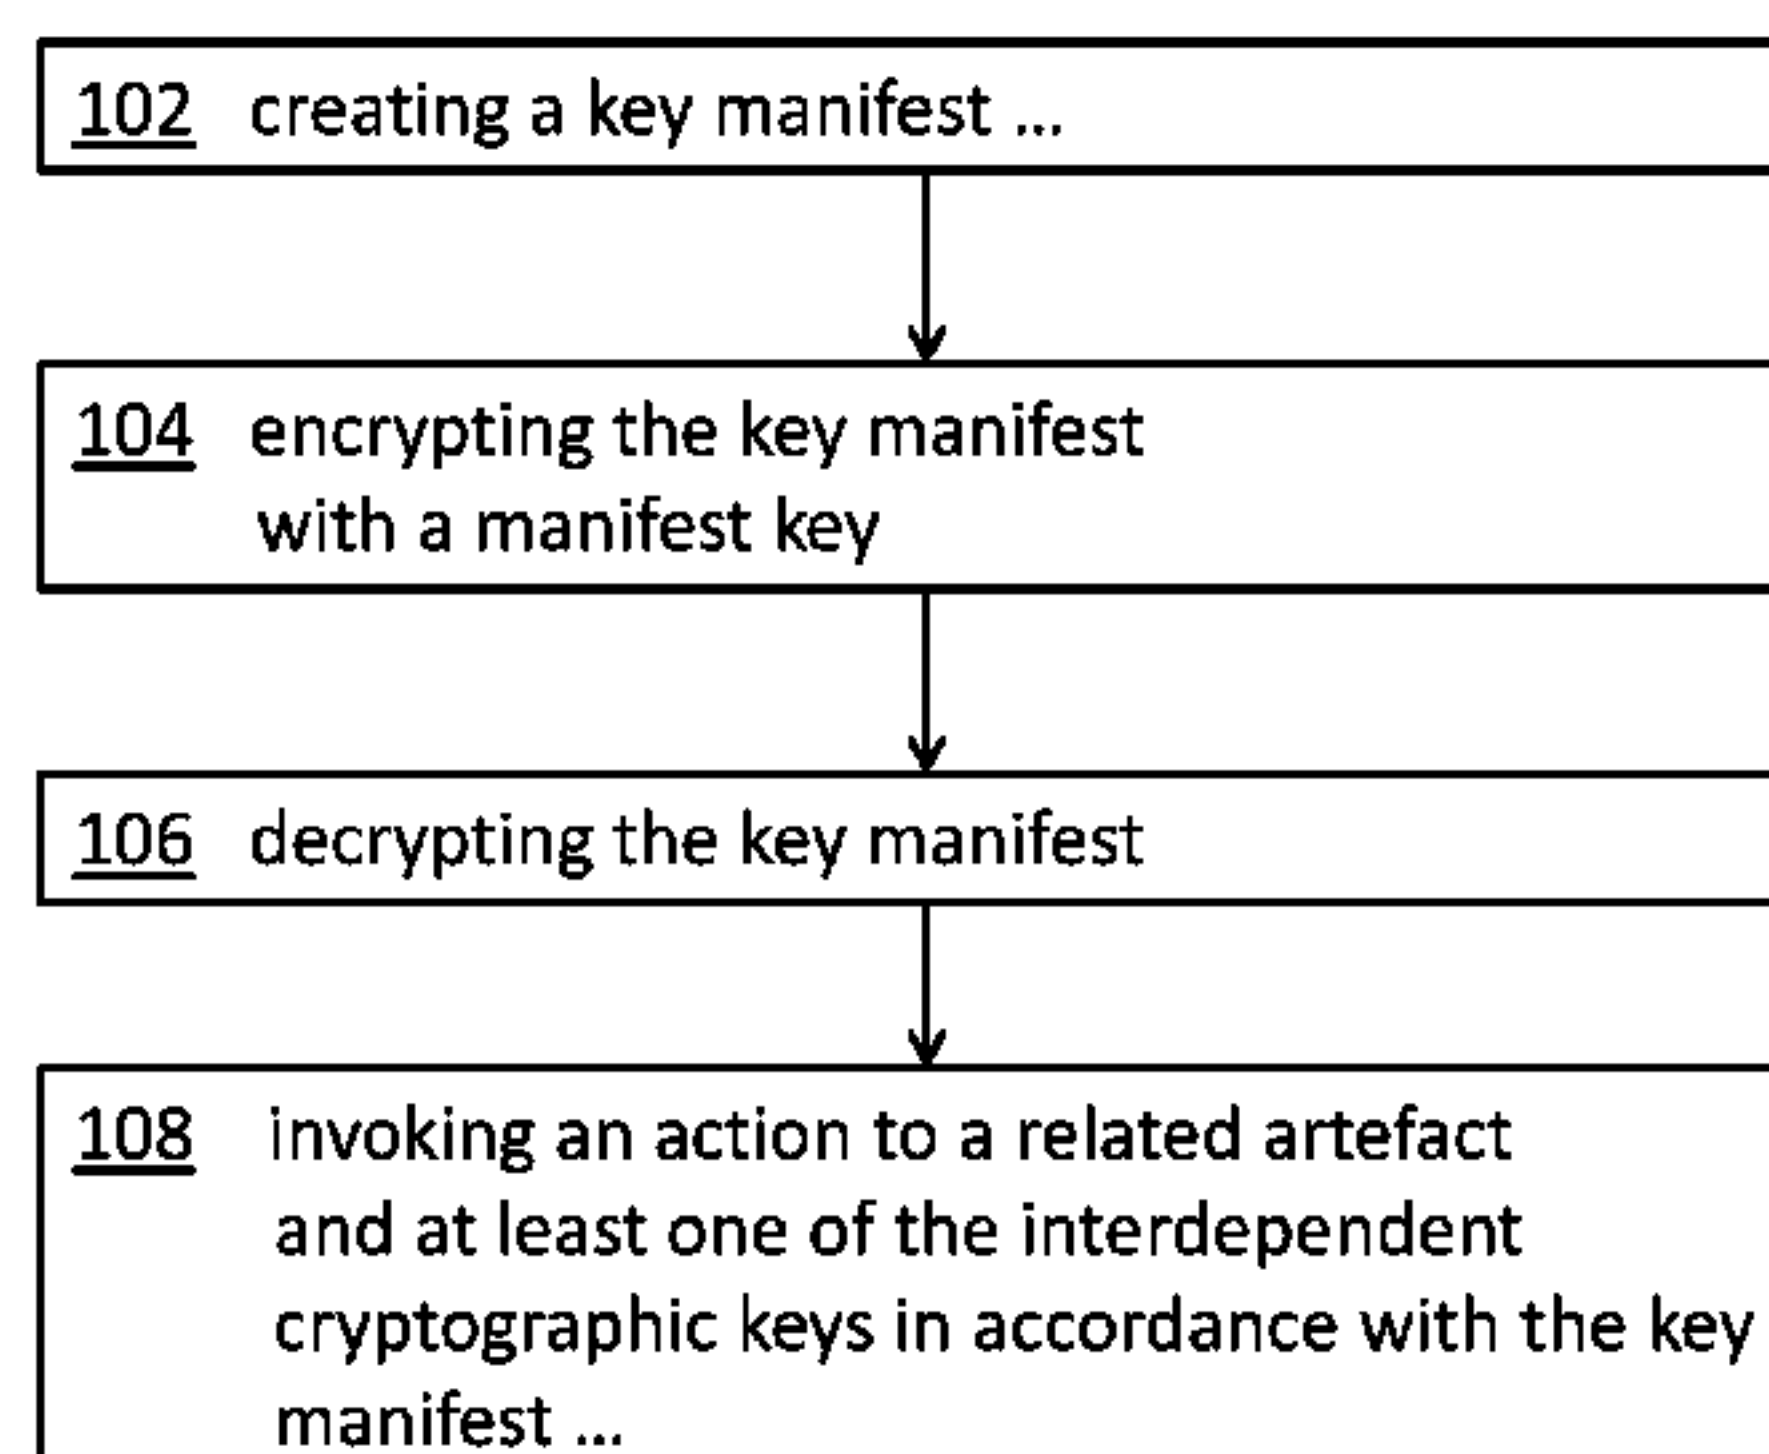 102 creating a key manifest ...
104 encrypting the key manifest
with a manifest key
106 decrypting the key manifest
108 invoking an action to a related artefact
and at least one of the interdependent
cryptographic keys in accordance with the key
manifest ...